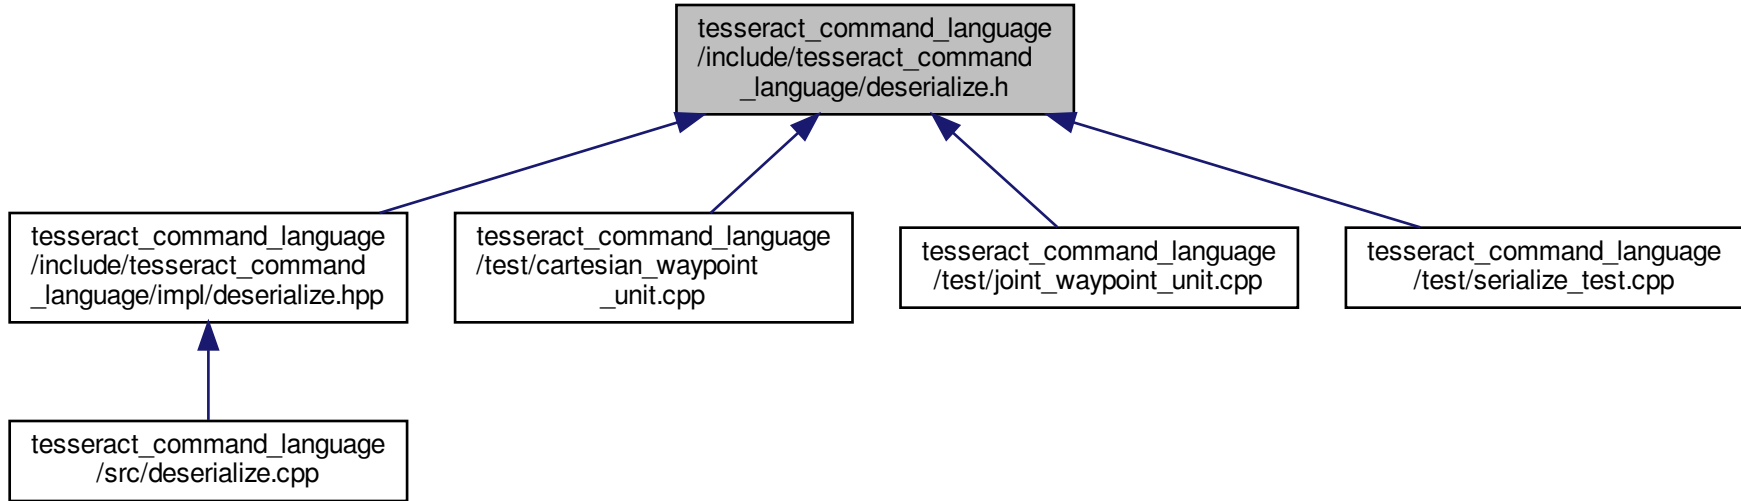 tesseract_command_language
/include/tesseract_command
_language/deserialize.h
tesseract_command_language
/include/tesseract_command
_language/impl/deserialize.hpp
tesseract_command_language
/test/cartesian_waypoint
_unit.cpp
tesseract_command_language
/test/joint_waypoint_unit.cpp
tesseract_command_language
/test/serialize_test.cpp
tesseract_command_language
/src/deserialize.cpp